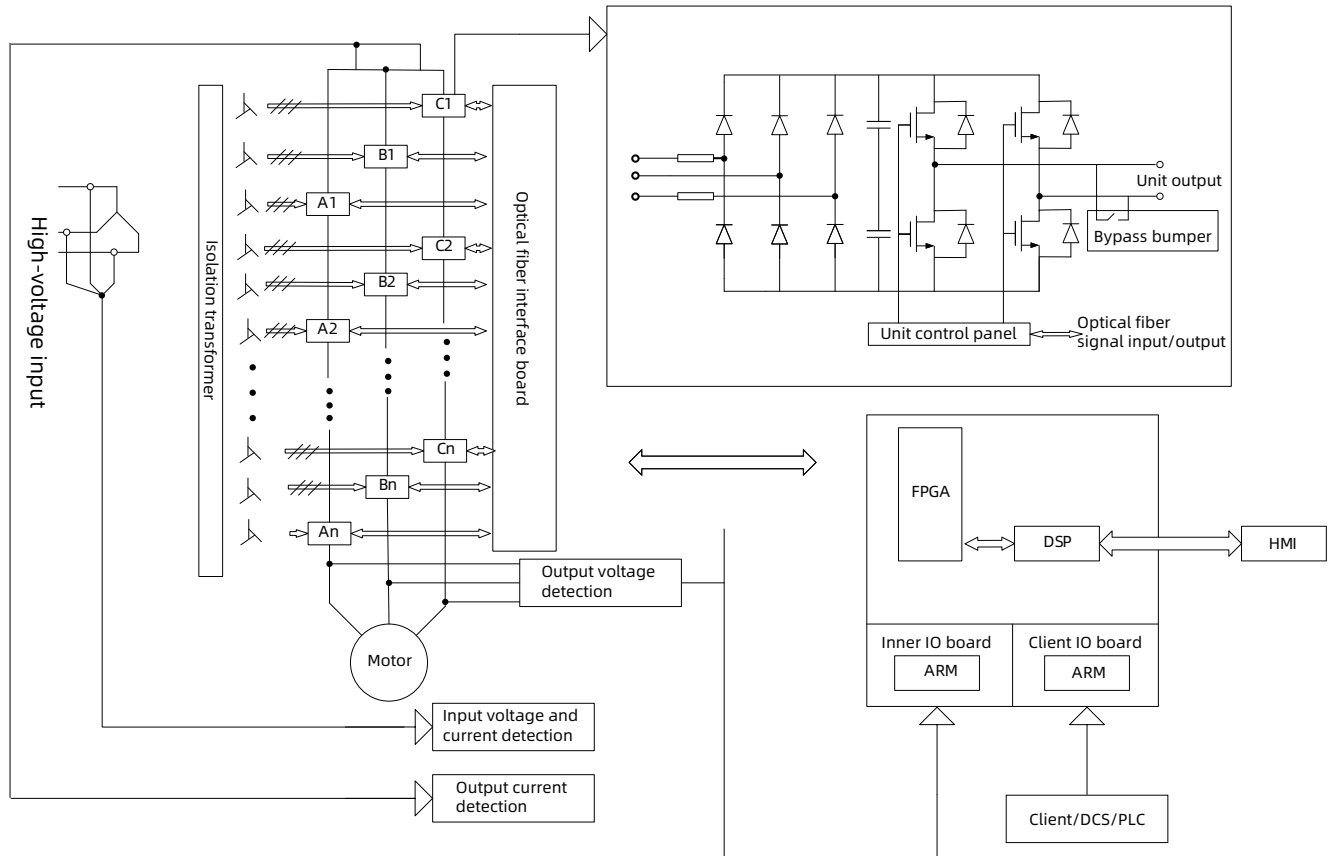 High-voltage input
Isolation transformer
C1
B1
A1
C2
B2
A2
Cn
Bn
An
Optical fiber interface board
Unit output
Bypass bumper
Unit control panel
Optical fiber
signal input/output
Output voltage
detection
Motor
Input voltage and
current detection
Output current
detection
FPGA
DSP
HMI
Inner IO board
ARM
Client IO board
ARM
Client/DCS/PLC